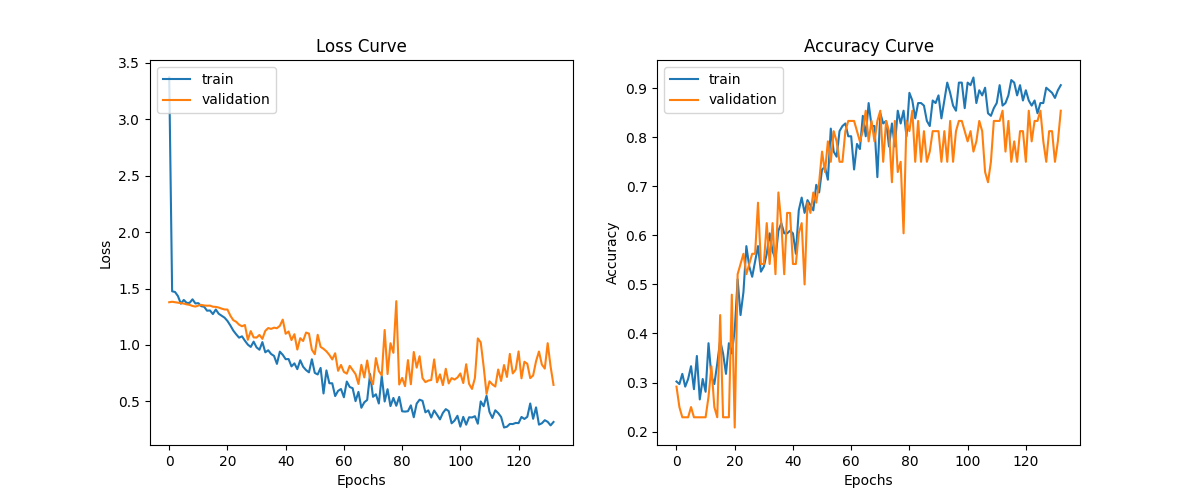 Loss Curve
3.5
3.0
2.5
2.0
1.5
1.0
0.5
Loss
train
validation
0 20 40 60 80 100 120
Epochs
Accuracy Curve
0.9
0.8
0.7
0.6
0.5
0.4
0.3
0.2
Accuracy
train
validation
0 20 40 60 80 100 120
Epochs